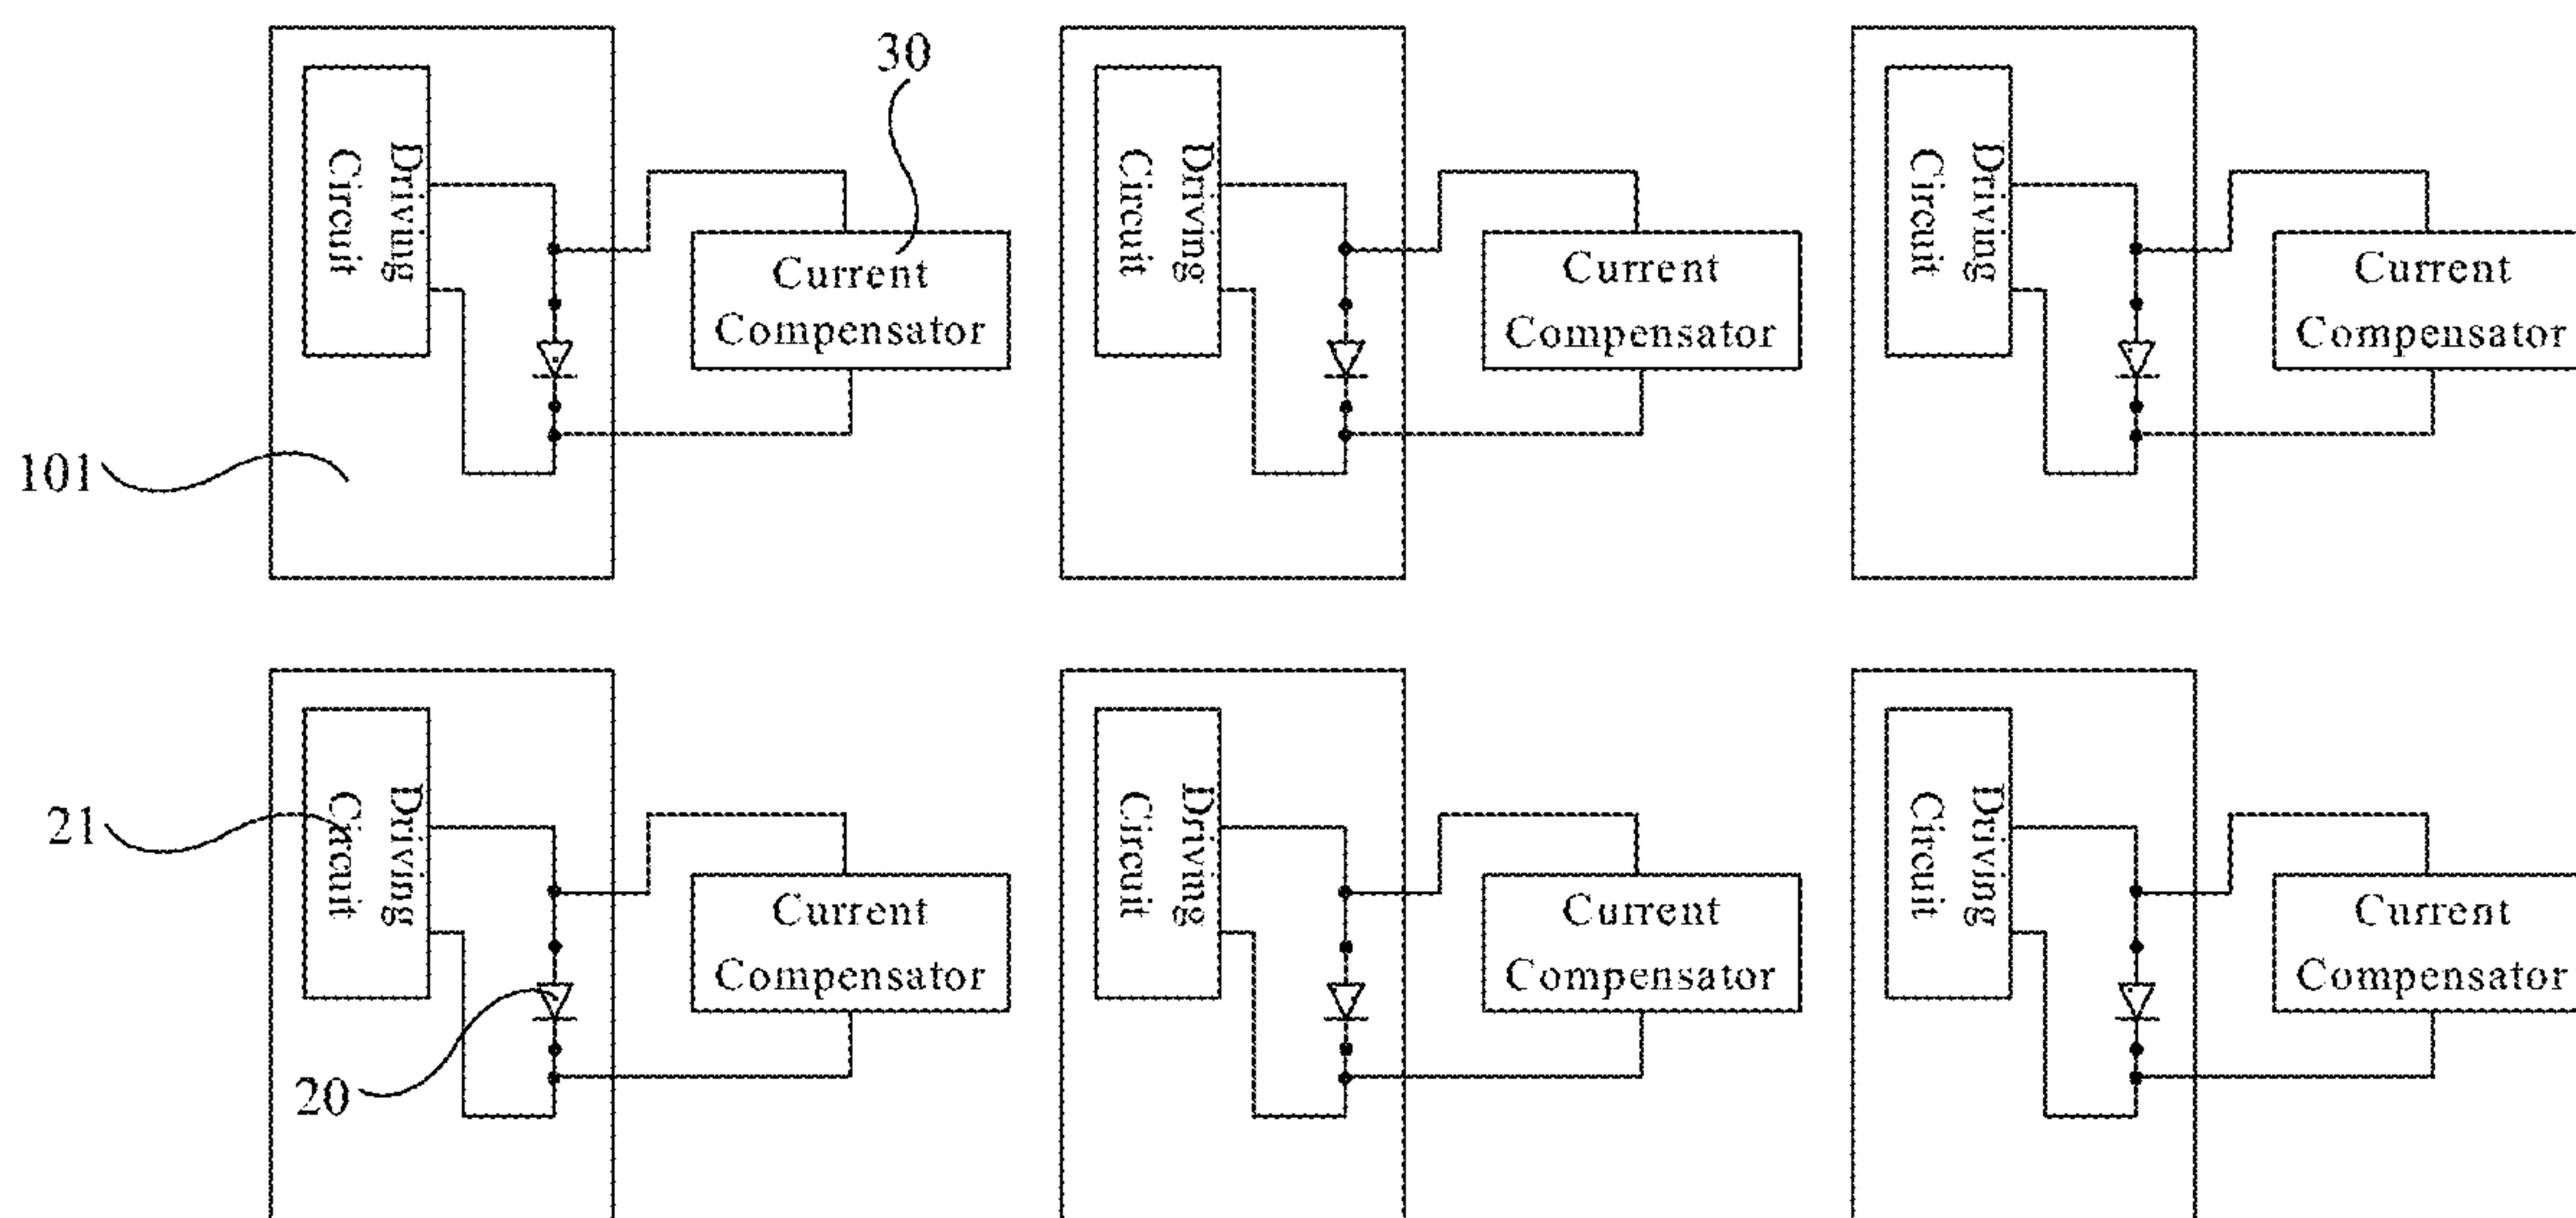 30
Driving
Circuit
Current
Compensator
Driving
Circuit
Current
Compensator
Driving
Circuit
Current
Compensator
101
Driving
Circuit
Current
Compensator
Driving
Circuit
Current
Compensator
Driving
Circuit
Current
Compensator
21
20